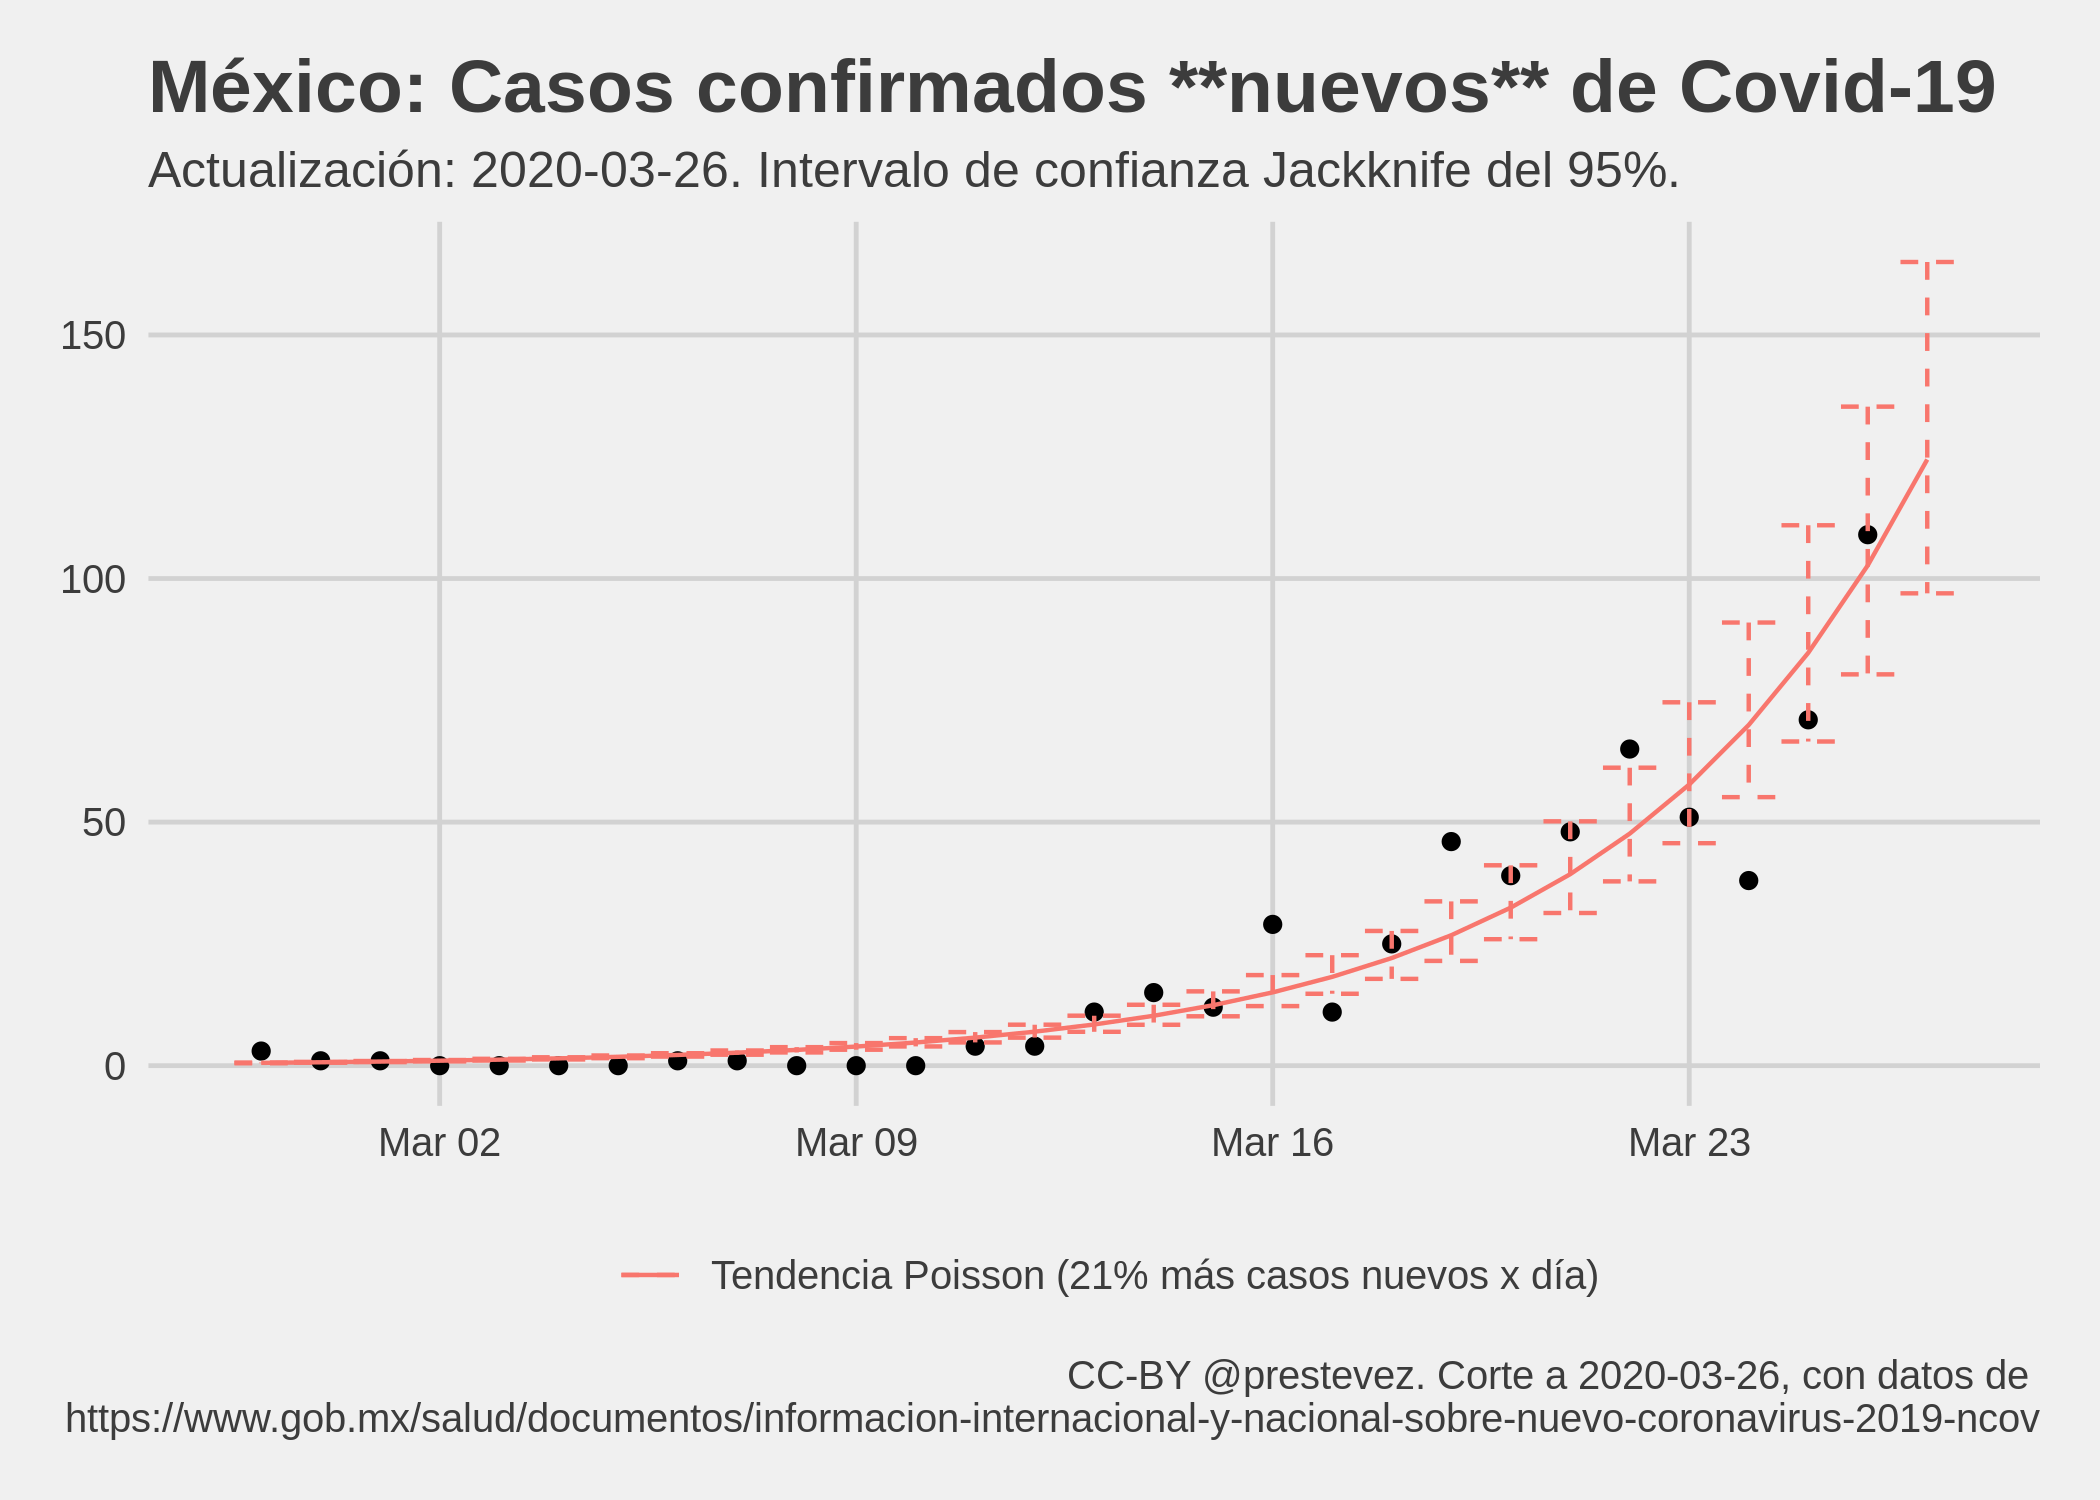 México: Casos confirmados **nuevos** de Covid-19
Actualización: 2020-03-26. Intervalo de confianza Jackknife del 95%.
150
100
50
0
Mar 02
Mar 09
Mar 16
Mar 23
Tendencia Poisson (21% más casos nuevos x día)
CC-BY @prestevez. Corte a 2020-03-26, con datos de
https://www.gob.mx/salud/documentos/informacion-internacional-y-nacional-sobre-nuevo-coronavirus-2019-ncov